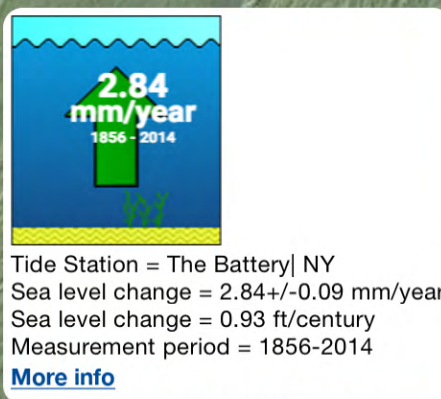 2.84
mm/year
1856 - 2014
Tide Station = The Battery| NY
Sea level change = 2.84+/-0.09 mm/year
Sea level change = 0.93 ft/century
Measurement period = 1856-2014
More info